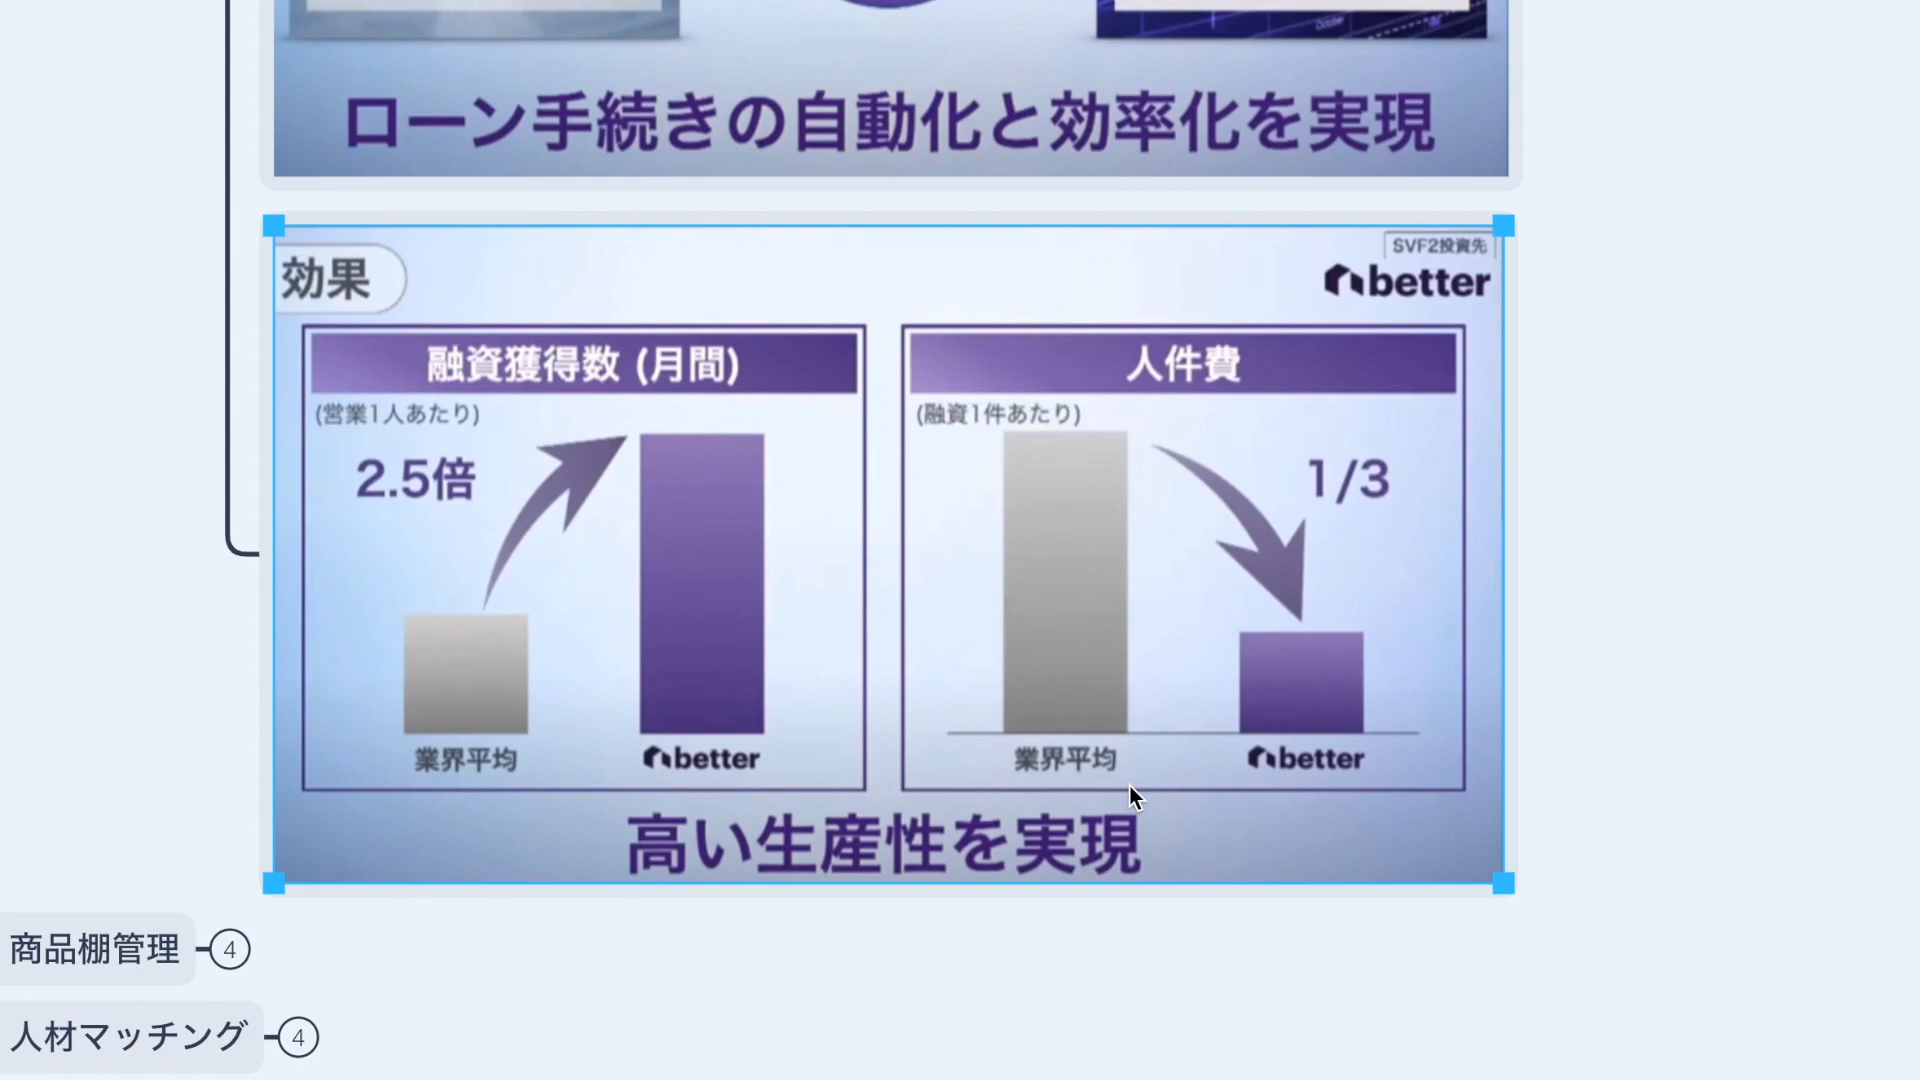 October
ローン手続きの自動化と効率化を実現
効果
SVF2投資先
better
融資獲得数 (月間)
(営業1人あたり)
2.5倍
業界平均
better
人件費
(融資1件あたり)
1/3
業界平均
better
高い生産性を実現
商品棚管理
4
人材マッチング
4